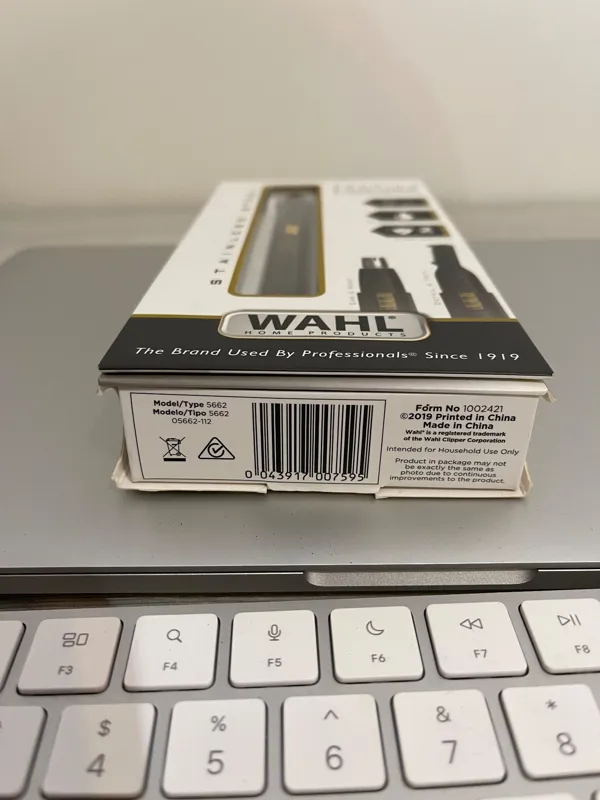 STAINLESS STEEL
WAHL®
HOME PRODUCTS
The Brand Used By Professionals® Since 1919
Model/Type 5662
Modelo/Tipo 5662
05662-112
0 043917 007595
Form No 1002421
©2019 Printed in China
Made in China
Wahl® is a registered trademark
of the Wahl Clipper Corporation
Intended for Household Use Only
Product in package may not
be exactly the same as
photo due to continuous
improvements to the product.
F3
F4
F5
F6
F7
F8
$
4
%
5
^
6
&
7
*
8